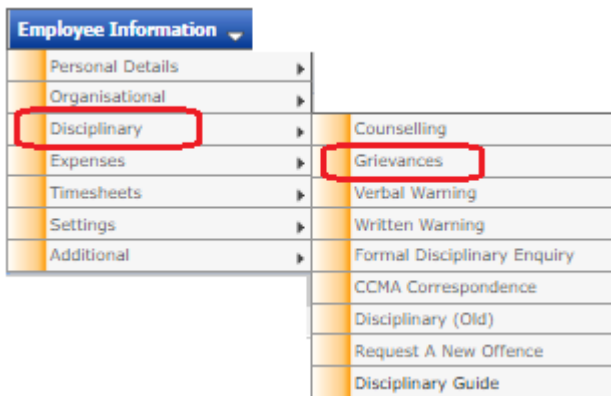 Employee Information
Personal Details
Organisational
Disciplinary
Expenses
Timesheets
Settings
Additional
Counselling
Grievances
Verbal Warning
Written Warning
Formal Disciplinary Enquiry
CCMA Correspondence
Disciplinary (Old)
Request A New Offence
Disciplinary Guide